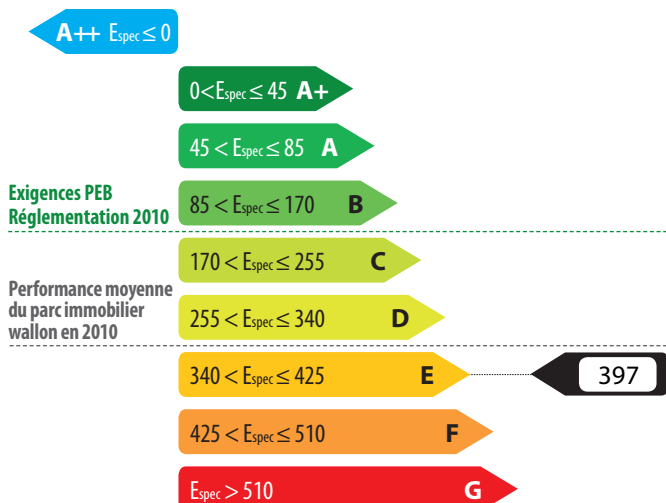 A++ Espec ≤ 0
0<Espec ≤ 45 A+
45 < Espec ≤ 85 A
Exigences PEB
Réglementation 2010
85 < Espec ≤ 170 B
170 < Espec ≤ 255 C
Performance moyenne
du parc immobilier
wallon en 2010
255 < Espec ≤ 340 D
340 < Espec ≤ 425 E
397
425 < Espec ≤ 510 F
Espec > 510 G